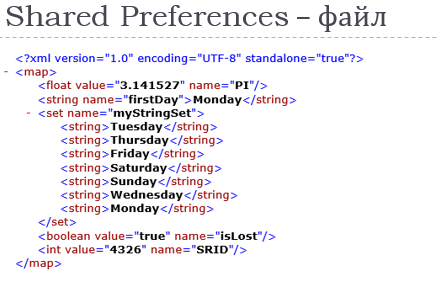 Shared Preferences – файл
<?xml version="1.0" encoding="UTF-8" standalone="true"?>
- <map>
<float value="3.141527" name="PI"/>
<string name="firstDay">Monday</string>
- <set name="myStringSet">
<string>Tuesday</string>
<string>Thursday</string>
<string>Friday</string>
<string>Saturday</string>
<string>Sunday</string>
<string>Wednesday</string>
<string>Monday</string>
</set>
<boolean value="true" name="isLost"/>
<int value="4326" name="SRID"/>
</map>